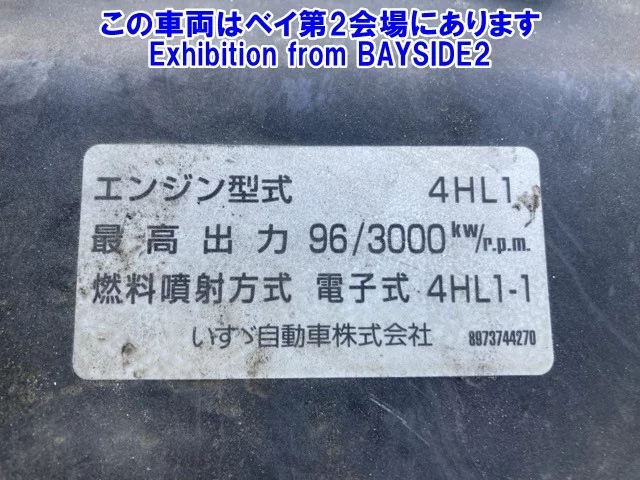 この車両はベイ第2会場にあります
Exhibition from BAYSIDE2
エンジン型式 4HL1
最高出力 96/3000 kw/r.p.m.
燃料噴射方式 電子式 4HL1-1
いすゞ自動車株式会社 8973744270